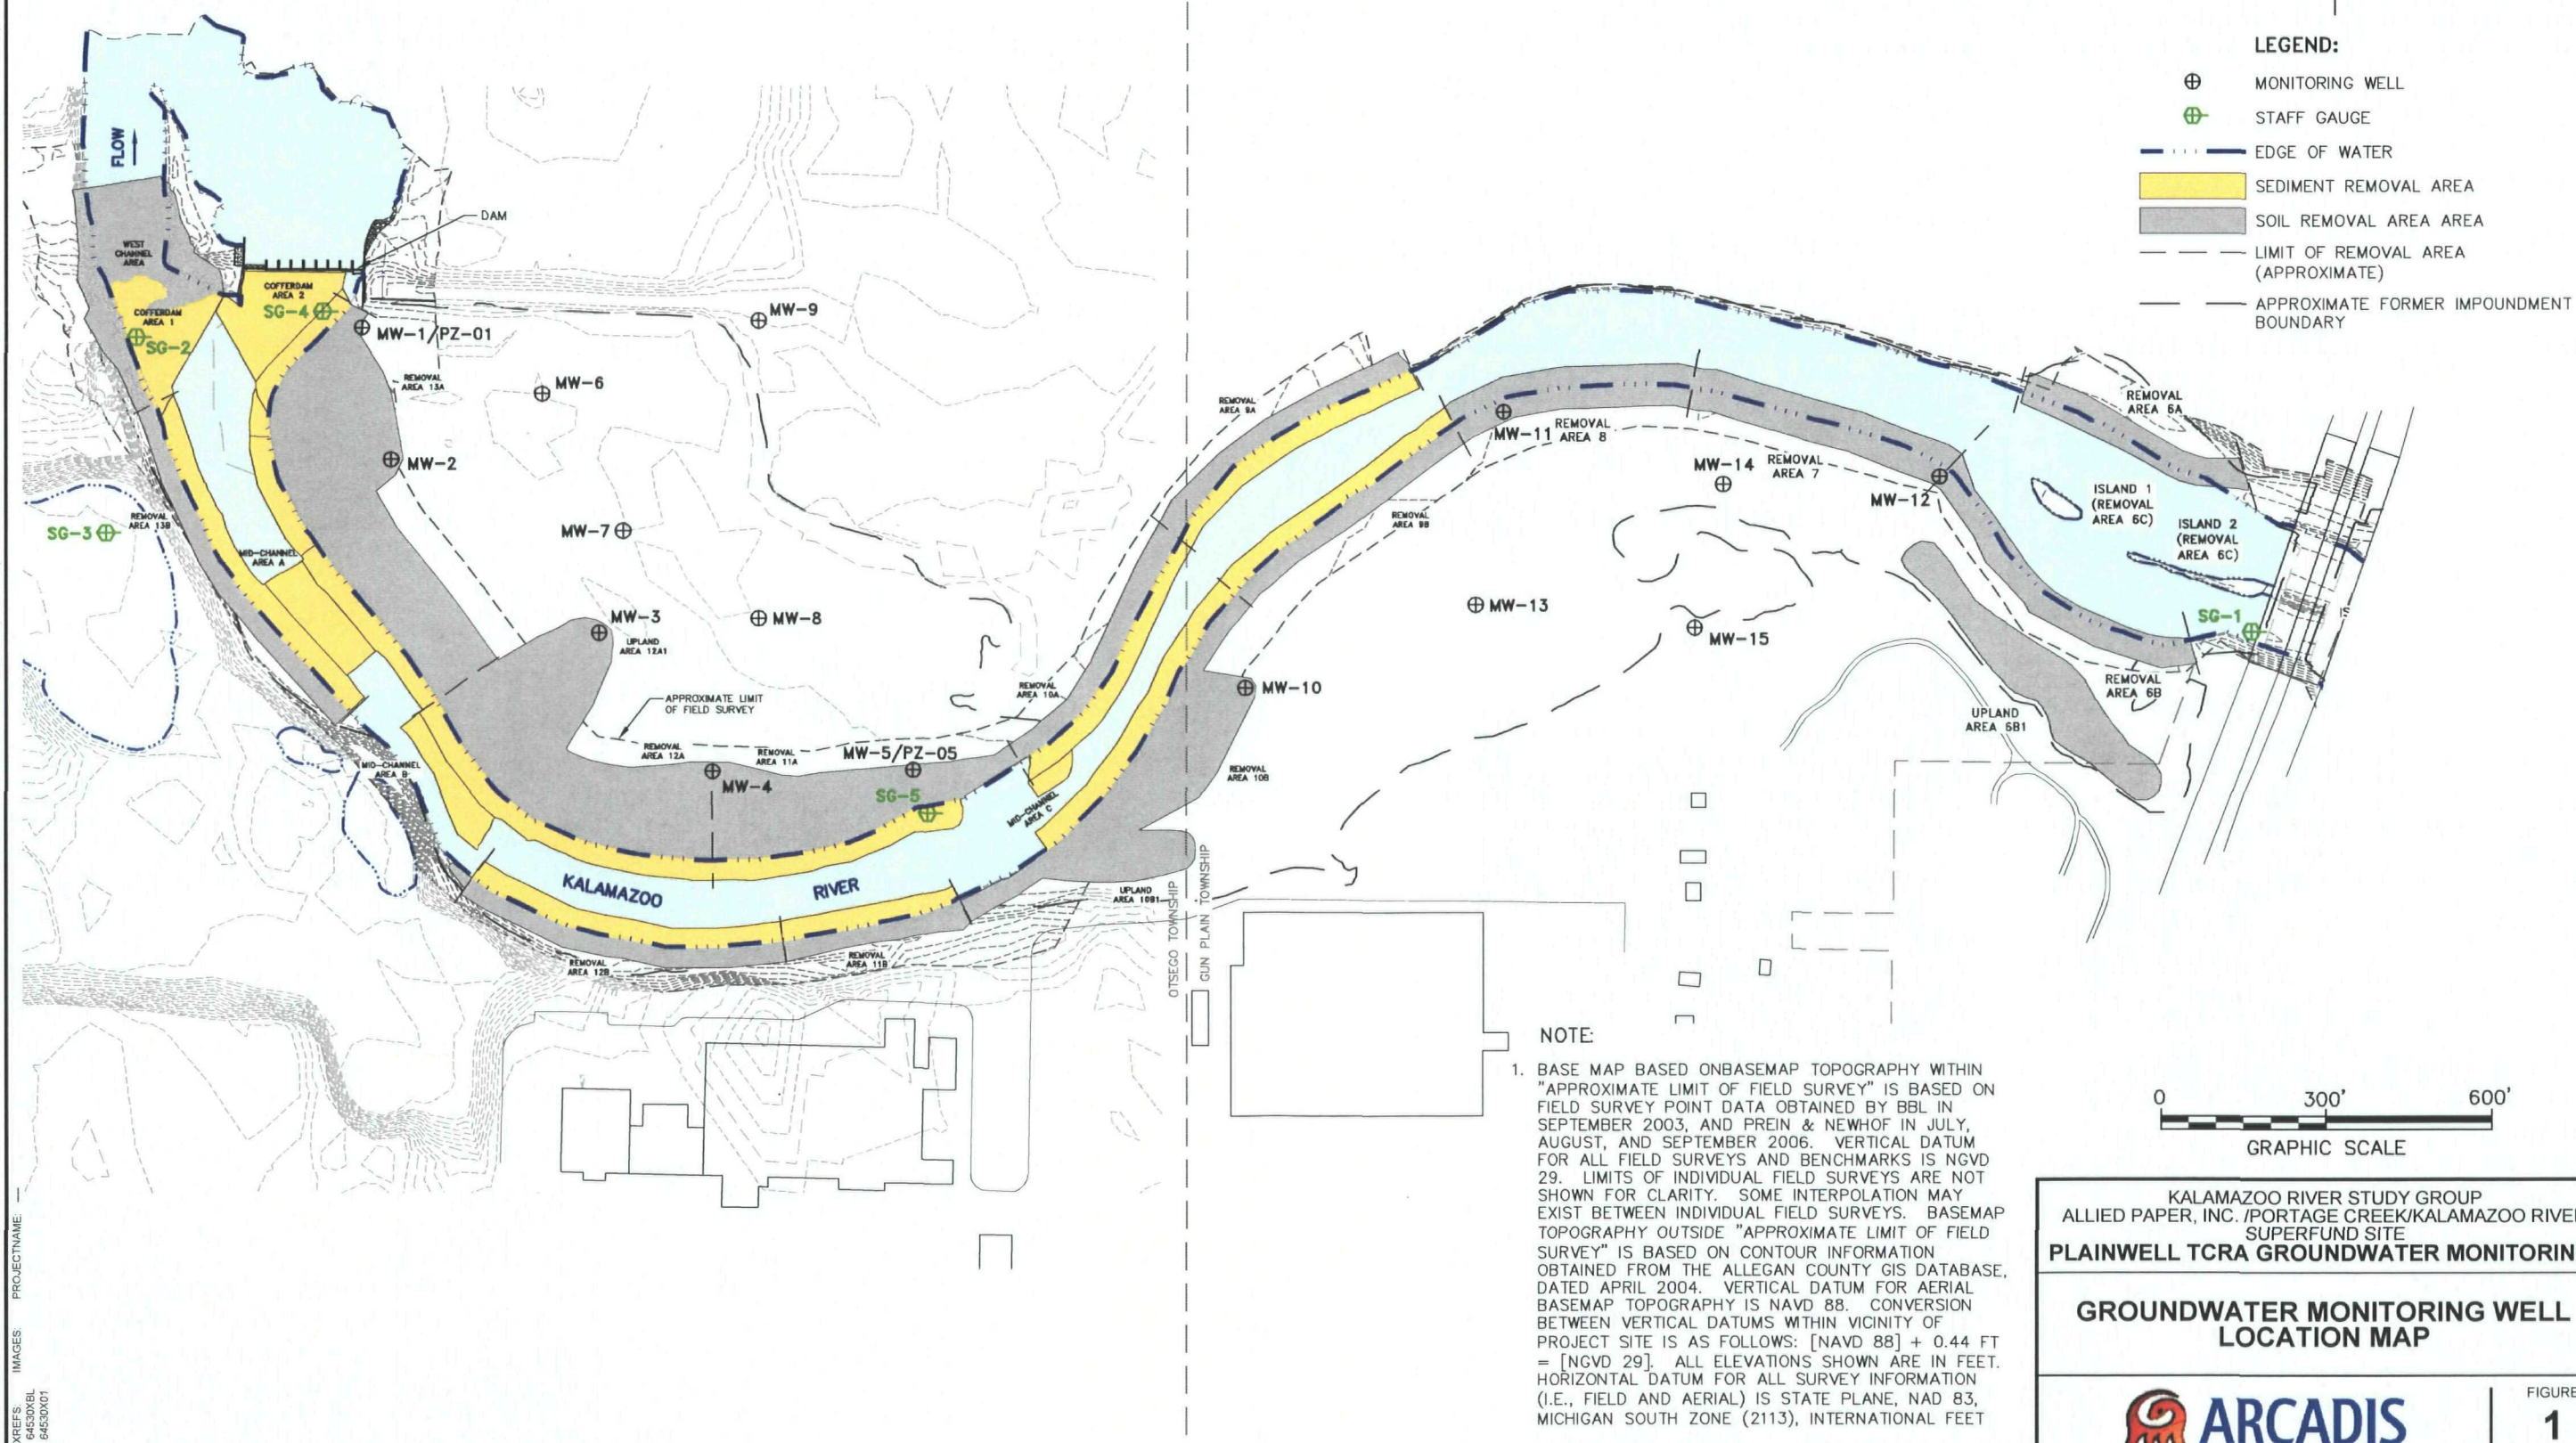 LEGEND:
MONITORING WELL
STAFF GAUGE
EDGE OF WATER
SEDIMENT REMOVAL AREA
SOIL REMOVAL AREA AREA
LIMIT OF REMOVAL AREA
(APPROXIMATE)
APPROXIMATE FORMER IMPOUNDMENT
BOUNDARY
FLOW
DAM
WEST
CHANNEL
AREA
COFFERDAM
AREA 2
SG-4
COFFERDAM
AREA 1
SG-2
MW-1/PZ-01
MW-9
REMOVAL
AREA 13A
MW-6
MW-2
SG-3
REMOVAL
AREA 13B
MID-CHANNEL
AREA A
MW-7
MW-3
UPLAND
AREA 12A1
MW-8
APPROXIMATE LIMIT
OF FIELD SURVEY
REMOVAL
AREA 12A
REMOVAL
AREA 11A
MW-5/PZ-05
MW-4
SG-5
MID-CHANNEL
AREA B
MID-CHANNEL
AREA C
REMOVAL
AREA 10A
KALAMAZOO
RIVER
REMOVAL
AREA 12B
REMOVAL
AREA 11B
UPLAND
AREA 10B1
REMOVAL
AREA 10B
MW-10
OTSEGO TOWNSHIP
GUN PLAIN TOWNSHIP
REMOVAL
AREA 9A
REMOVAL
AREA 9B
MW-11
REMOVAL
AREA 8
MW-14
REMOVAL
AREA 7
MW-12
MW-13
MW-15
REMOVAL
AREA 6A
ISLAND 1
(REMOVAL
AREA 6C)
ISLAND 2
(REMOVAL
AREA 6C)
SG-1
IS
REMOVAL
AREA 6B
UPLAND
AREA 6B1
NOTE:
1. BASE MAP BASED ONBASEMAP TOPOGRAPHY WITHIN
"APPROXIMATE LIMIT OF FIELD SURVEY" IS BASED ON
FIELD SURVEY POINT DATA OBTAINED BY BBL IN
SEPTEMBER 2003, AND PREIN & NEWHOF IN JULY,
AUGUST, AND SEPTEMBER 2006. VERTICAL DATUM
FOR ALL FIELD SURVEYS AND BENCHMARKS IS NGVD
29. LIMITS OF INDIVIDUAL FIELD SURVEYS ARE NOT
SHOWN FOR CLARITY. SOME INTERPOLATION MAY
EXIST BETWEEN INDIVIDUAL FIELD SURVEYS. BASEMAP
TOPOGRAPHY OUTSIDE "APPROXIMATE LIMIT OF FIELD
SURVEY" IS BASED ON CONTOUR INFORMATION
OBTAINED FROM THE ALLEGAN COUNTY GIS DATABASE,
DATED APRIL 2004. VERTICAL DATUM FOR AERIAL
BASEMAP TOPOGRAPHY IS NAVD 88. CONVERSION
BETWEEN VERTICAL DATUMS WITHIN VICINITY OF
PROJECT SITE IS AS FOLLOWS: [NAVD 88] + 0.44 FT
= [NGVD 29]. ALL ELEVATIONS SHOWN ARE IN FEET.
HORIZONTAL DATUM FOR ALL SURVEY INFORMATION
(I.E., FIELD AND AERIAL) IS STATE PLANE, NAD 83,
MICHIGAN SOUTH ZONE (2113), INTERNATIONAL FEET
0 300' 600'
GRAPHIC SCALE
KALAMAZOO RIVER STUDY GROUP
ALLIED PAPER, INC. /PORTAGE CREEK/KALAMAZOO RIVE
SUPERFUND SITE
PLAINWELL TCRA GROUNDWATER MONITORIN
GROUNDWATER MONITORING WELL
LOCATION MAP
ARCADIS
FIGURE
1
XREFS: IMAGES: PROJECTNAME: —
64530XBL
64530X01